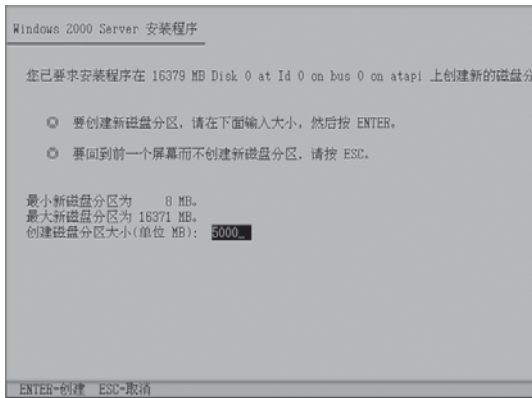 Windows 2000 Server 安装程序
您已要求安装程序在 16379 MB Disk 0 at Id 0 on bus 0 on atapi 上创建新的磁盘分
◎ 要创建新磁盘分区，请在下面输入大小，然后按 ENTER。
◎ 要回到前一个屏幕而不创建新磁盘分区，请按 ESC。
最小新磁盘分区为 8 MB。
最大新磁盘分区为 16371 MB。
创建磁盘分区大小(单位 MB): 5000_
ENTER=创建 ESC=取消